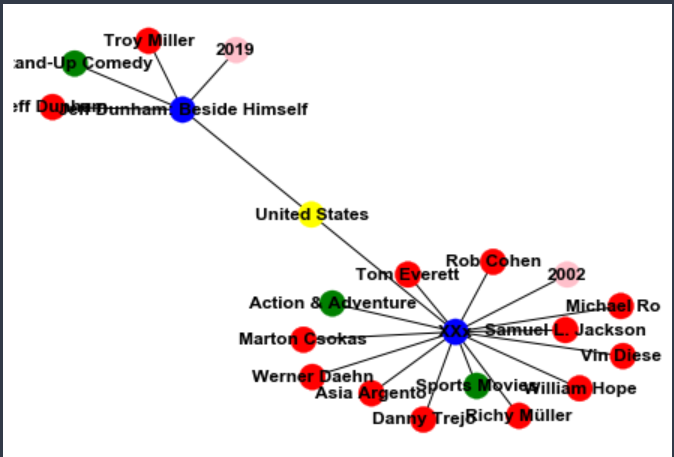 Troy Miller
2019
tand-Up Comedy
eff Dunham
Jeff Dunham: Beside Himself
United States
Rob Cohen
Tom Everett
2002
Action & Adventure
Michael Ro
XXx
Samuel L. Jackson
Marton Csokas
Vin Diese
Werner Daehn
Sports Movies
William Hope
Asia Argento
Danny Trejo
Richy Müller